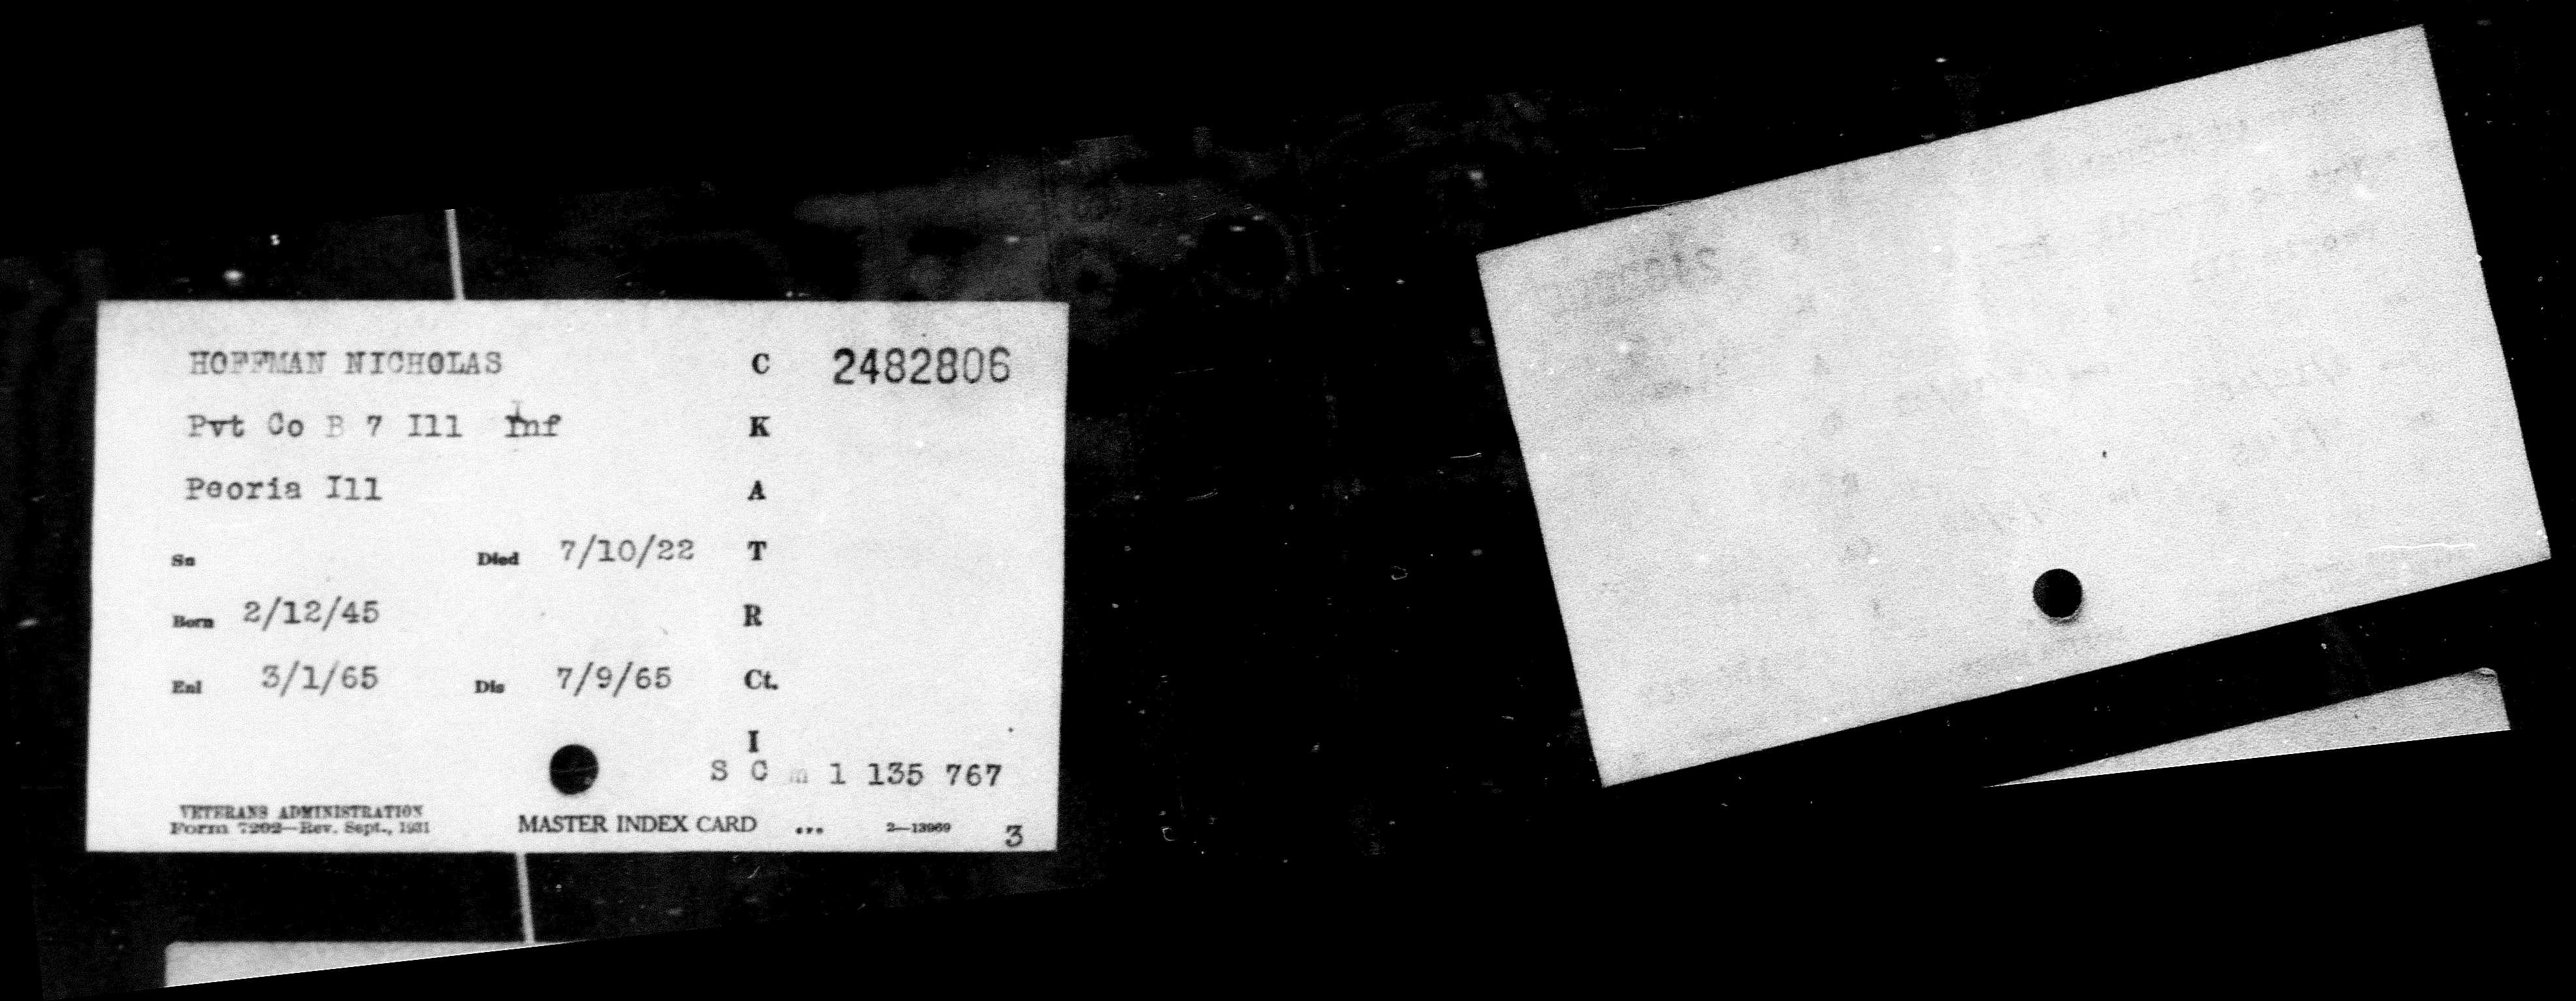 HOFFMAN NICHOLAS C 2482806
Pvt Co B 7 Ill Inf K
Peoria Ill A
Sn Died 7/10/22 T
Born 2/12/45 R
Enl 3/1/65 Dis 7/9/65 Ct.
I
S C m 1 135 767
VETERANS ADMINISTRATION
Form 7202—Rev. Sept., 1931 MASTER INDEX CARD ... 2—13969 3